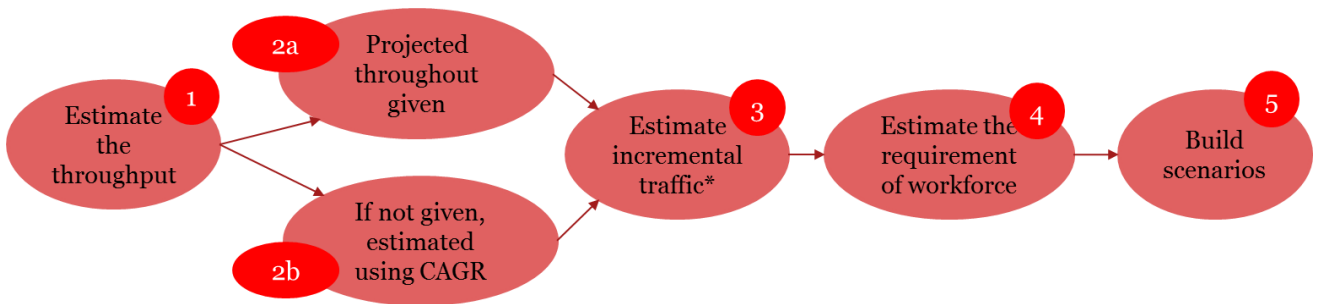 1
Estimate
the
throughput
2a
Projected
throughout
given
2b
If not given,
estimated
using CAGR
3
Estimate
incremental
traffic*
4
Estimate the
requirement
of workforce
5
Build
scenarios